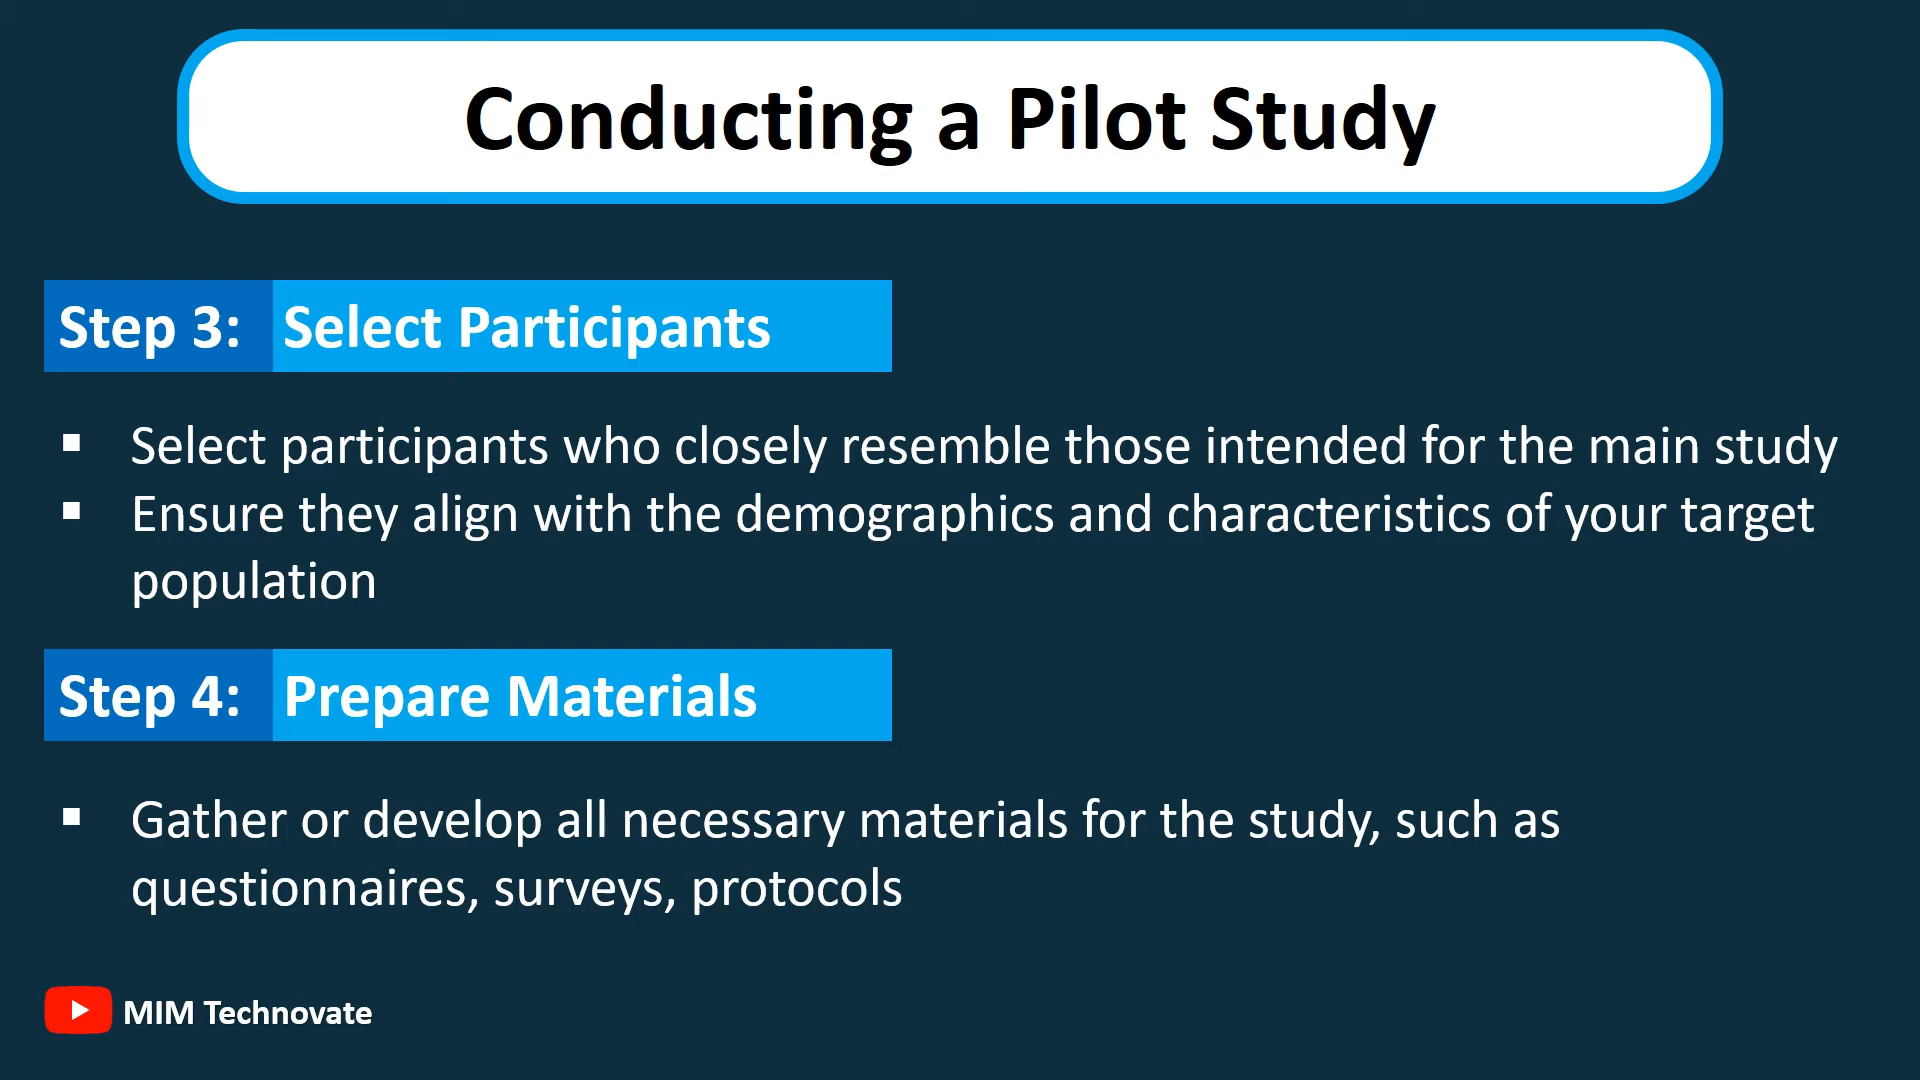 Conducting a Pilot Study
Step 3: Select Participants
▪ Select participants who closely resemble those intended for the main study
▪ Ensure they align with the demographics and characteristics of your target
population
Step 4: Prepare Materials
▪ Gather or develop all necessary materials for the study, such as
questionnaires, surveys, protocols
MIM Technovate